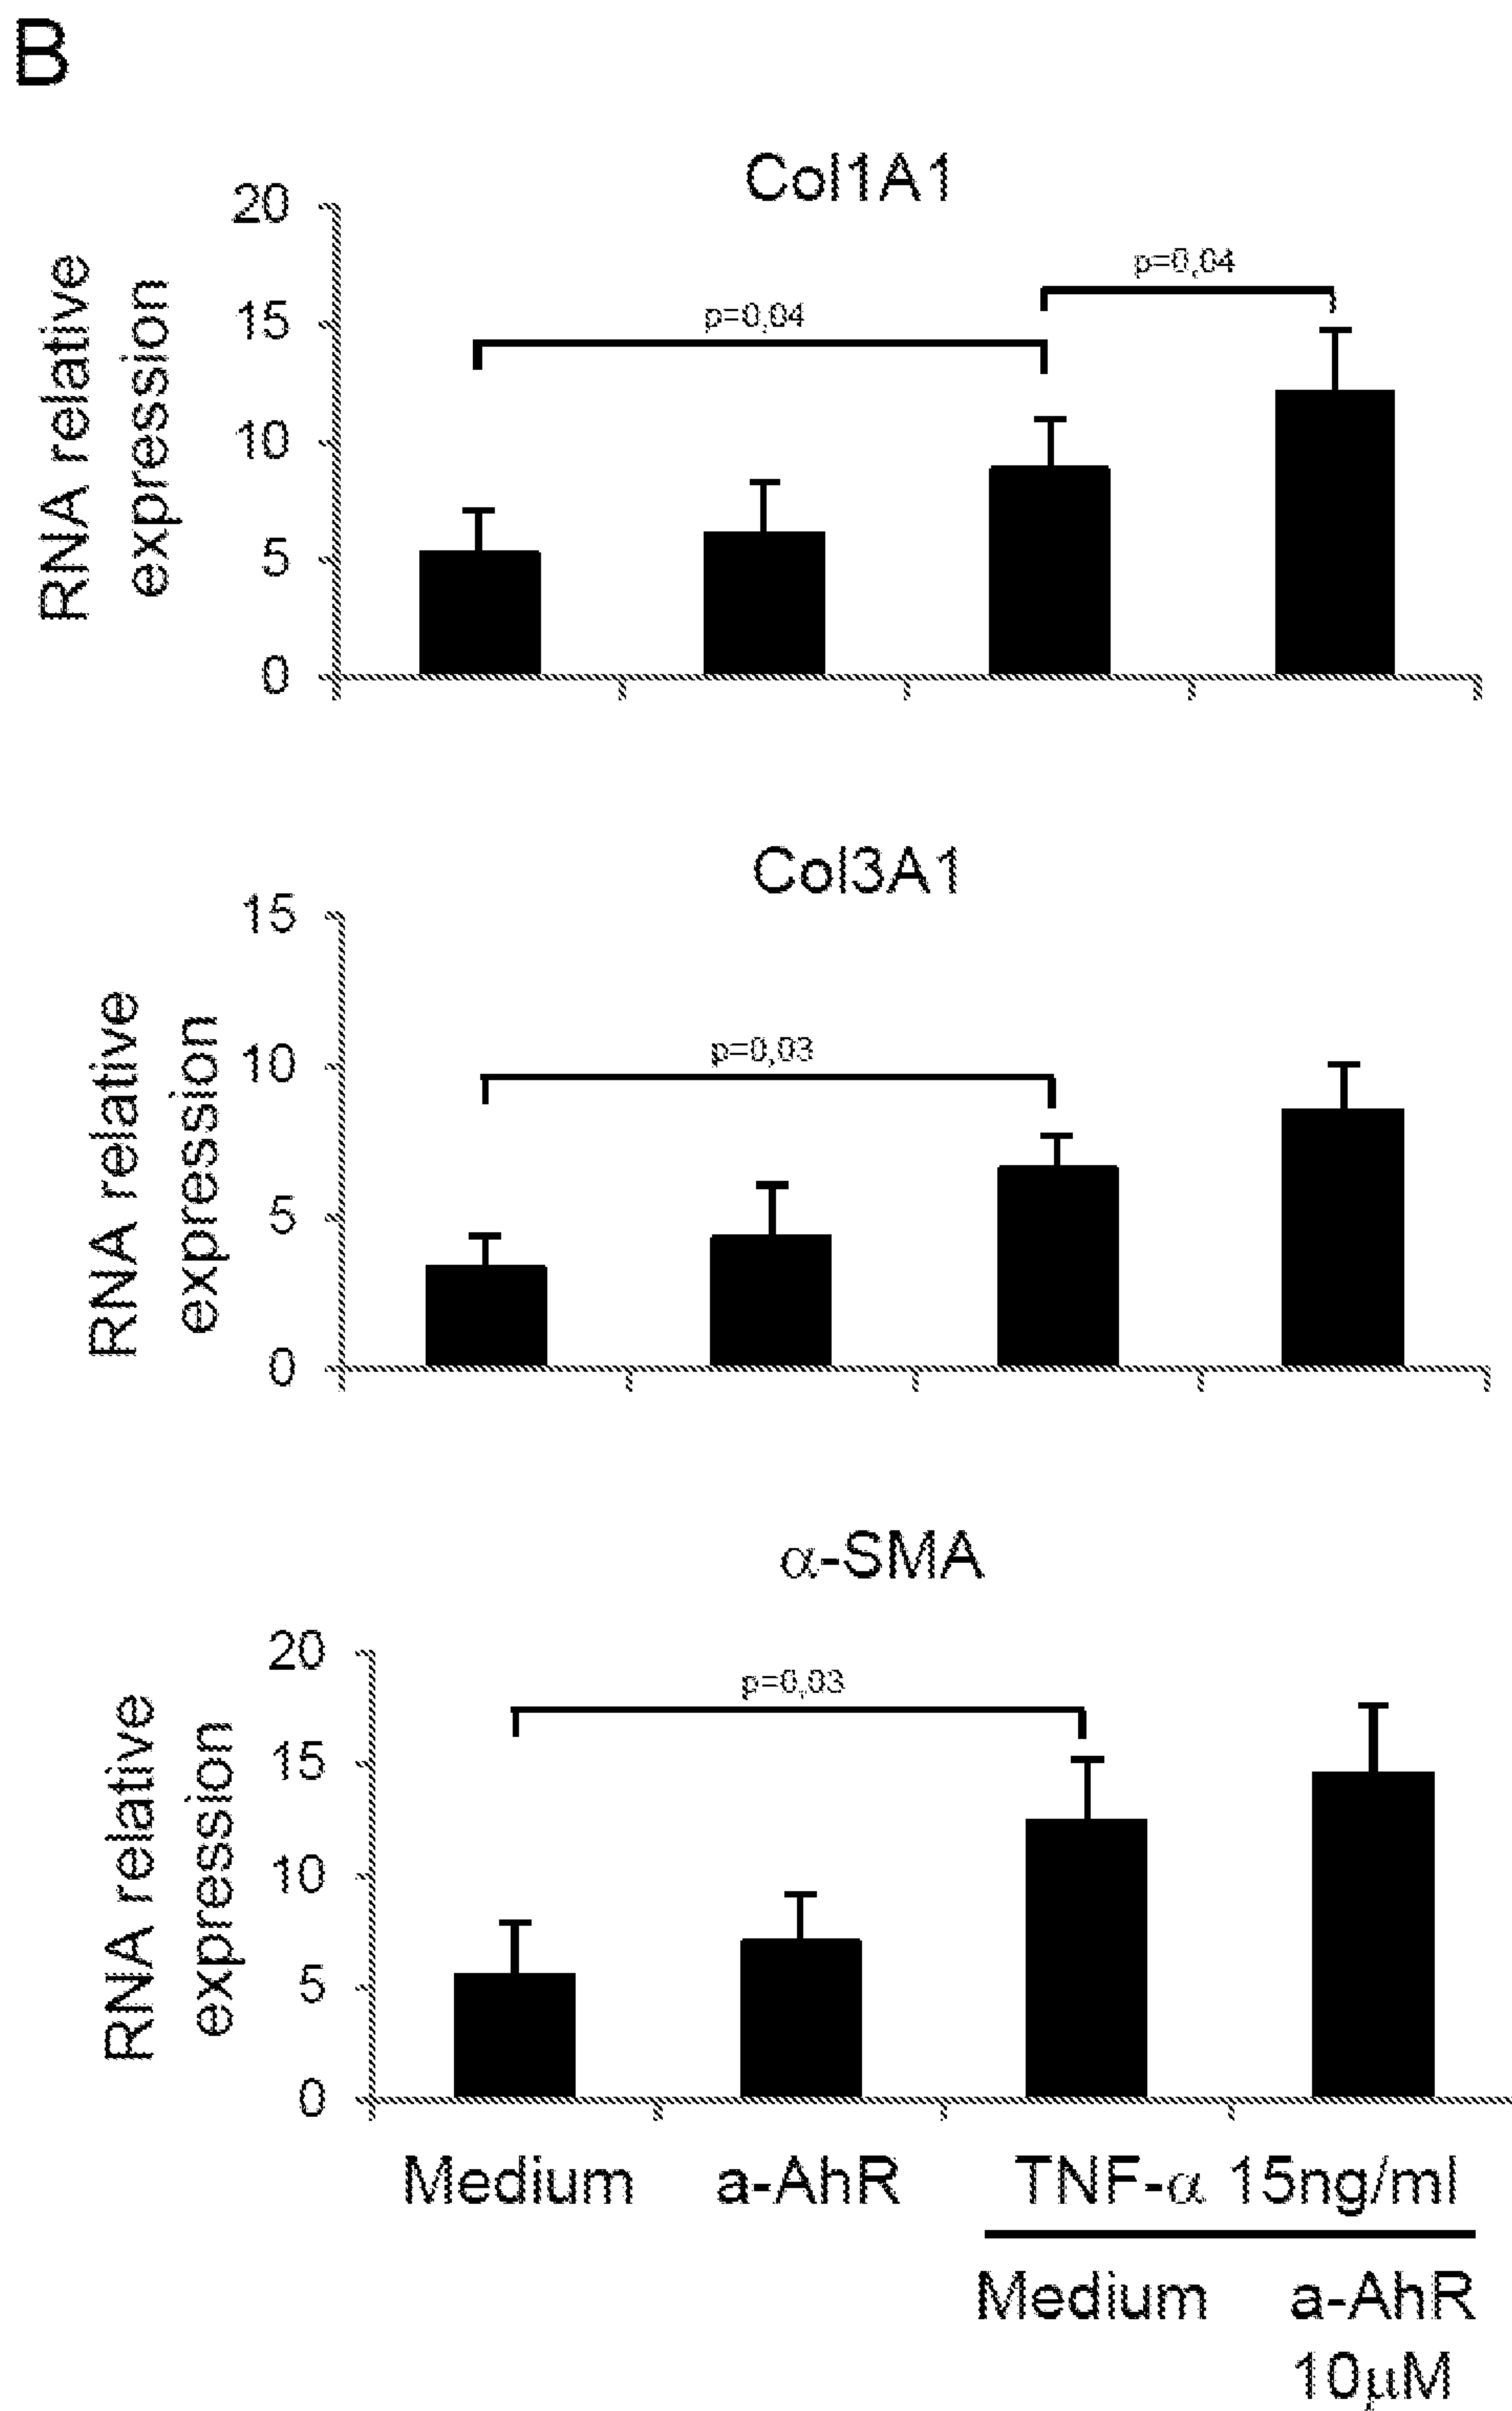 B
Col1A1
RNA relative
expression
20
15
10
5
0
p=0,04
p=0,04
Col3A1
RNA relative
expression
15
10
5
0
p=0,03
α-SMA
RNA relative
expression
20
15
10
5
0
p=0,03
Medium a-AhR TNF-α 15ng/ml
Medium a-AhR
10μM